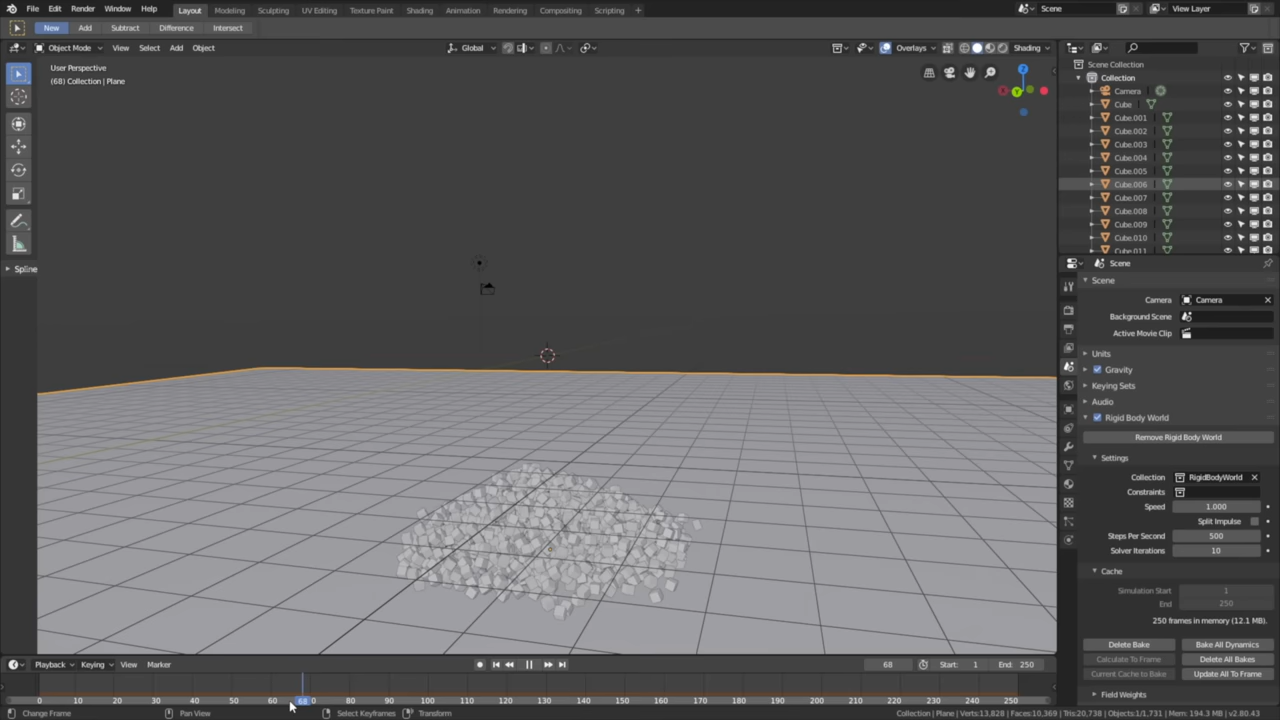 File Edit Render Window Help Layout Modeling Sculpting UV Editing Texture Paint Shading Animation Rendering Compositing Scripting + Scene View Layer
New Add Subtract Difference Intersect
Object Mode View Select Add Object Global Overlays Shading
User Perspective
(68) Collection | Plane
Z
X
Y
Spline
Scene Collection
Collection
Camera
Cube
Cube.001
Cube.002
Cube.003
Cube.004
Cube.005
Cube.006
Cube.007
Cube.008
Cube.009
Cube.010
Cube.011
Scene
Scene
Camera Camera
Background Scene
Active Movie Clip
Units
Gravity
Keying Sets
Audio
Rigid Body World
Remove Rigid Body World
Settings
Collection RigidBodyWorld
Constraints
Speed 1.000
Split Impulse
Steps Per Second 500
Solver Iterations 10
Cache
Simulation Start 1
End 250
250 frames in memory (12.1 MB).
Delete Bake Bake All Dynamics
Calculate To Frame Delete All Bakes
Current Cache to Bake Update All To Frame
Field Weights
Playback Keying View Marker 68 Start: 1 End: 250
0 10 20 30 40 50 60 68 70 80 90 100 110 120 130 140 150 160 170 180 190 200 210 220 230 240 250
Change Frame Pan View Select Keyframes Transform Collection | Plane | Verts:13,828 | Faces:10,369 | Tris:20,738 | Objects:1/1,731 | Mem: 194.3 MB | v2.80.43